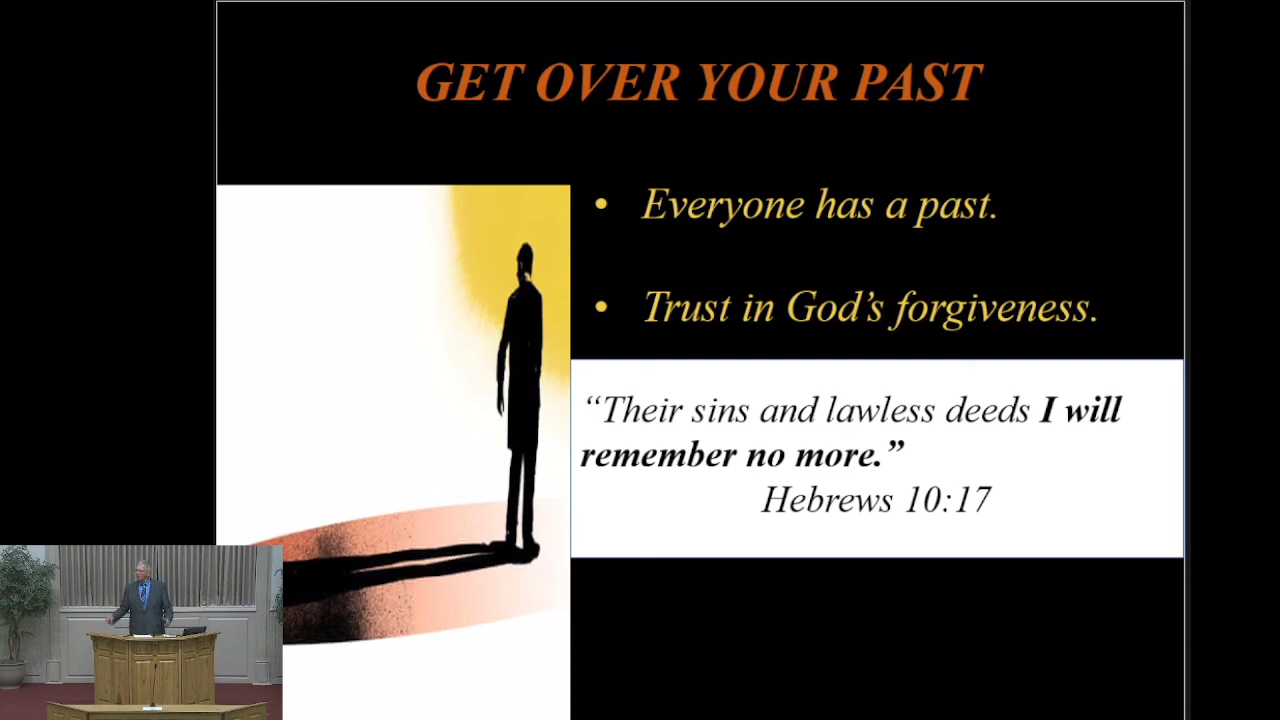 GET OVER YOUR PAST
• Everyone has a past.
• Trust in God’s forgiveness.
“Their sins and lawless deeds I will
remember no more.”
Hebrews 10:17